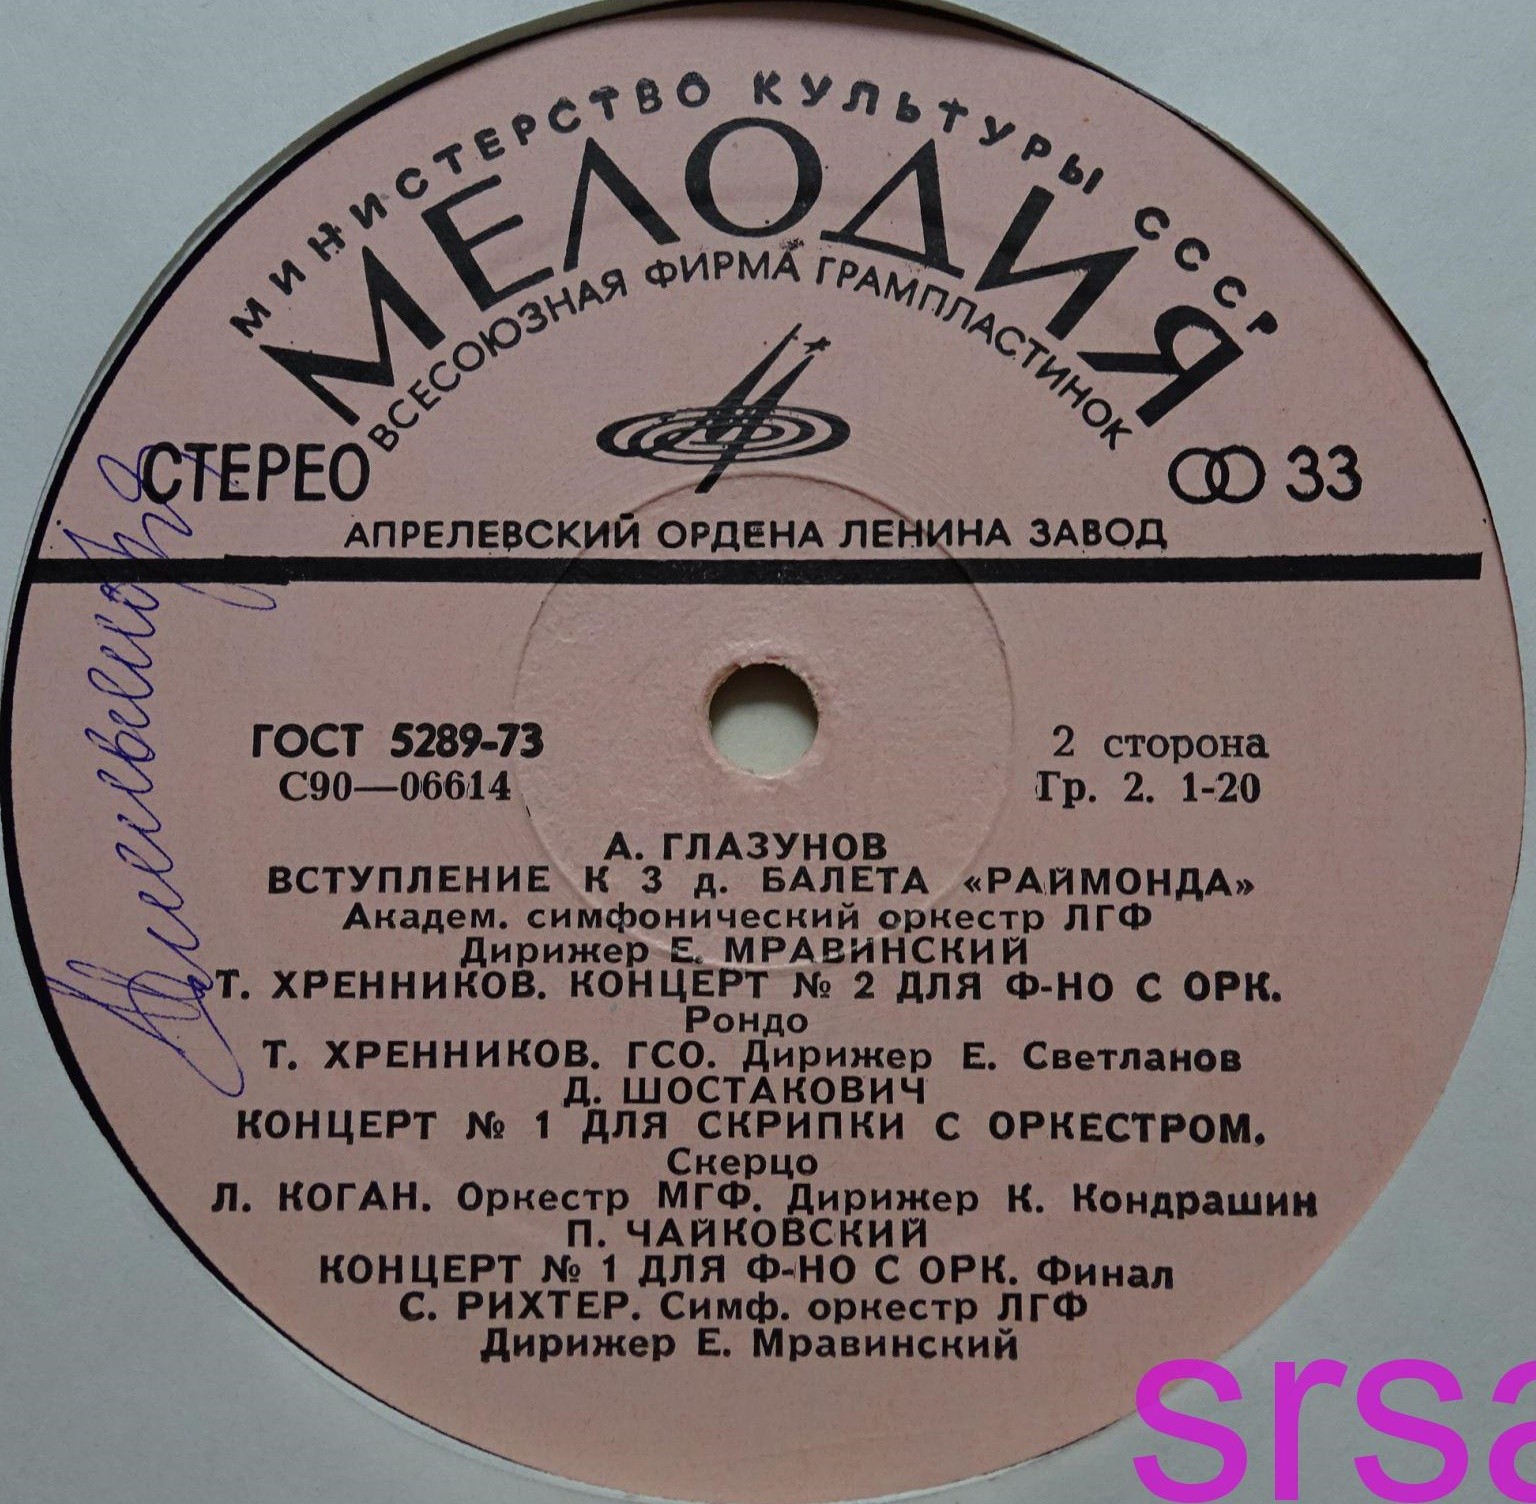 МИНИСТЕРСТВО КУЛЬТУРЫ СССР
МЕЛОДИЯ
ВСЕСОЮЗНАЯ ФИРМА ГРАМПЛАСТИНОК
СТЕРЕО 33
АПРЕЛЕВСКИЙ ОРДЕНА ЛЕНИНА ЗАВОД
ГОСТ 5289-73 2 сторона
С90—06614 Гр. 2. 1-20
А. ГЛАЗУНОВ
ВСТУПЛЕНИЕ К 3 д. БАЛЕТА «РАЙМОНДА»
Академ. симфонический оркестр ЛГФ
Дирижер Е. МРАВИНСКИЙ
Т. ХРЕННИКОВ. КОНЦЕРТ № 2 ДЛЯ Ф-НО С ОРК.
Рондо
Т. ХРЕННИКОВ. ГСО. Дирижер Е. Светланов
Д. ШОСТАКОВИЧ
КОНЦЕРТ № 1 ДЛЯ СКРИПКИ С ОРКЕСТРОМ.
Скерцо
Л. КОГАН. Оркестр МГФ. Дирижер К. Кондрашин
П. ЧАЙКОВСКИЙ
КОНЦЕРТ № 1 ДЛЯ Ф-НО С ОРК. Финал
С. РИХТЕР. Симф. оркестр ЛГФ
Дирижер Е. Мравинский
srsa